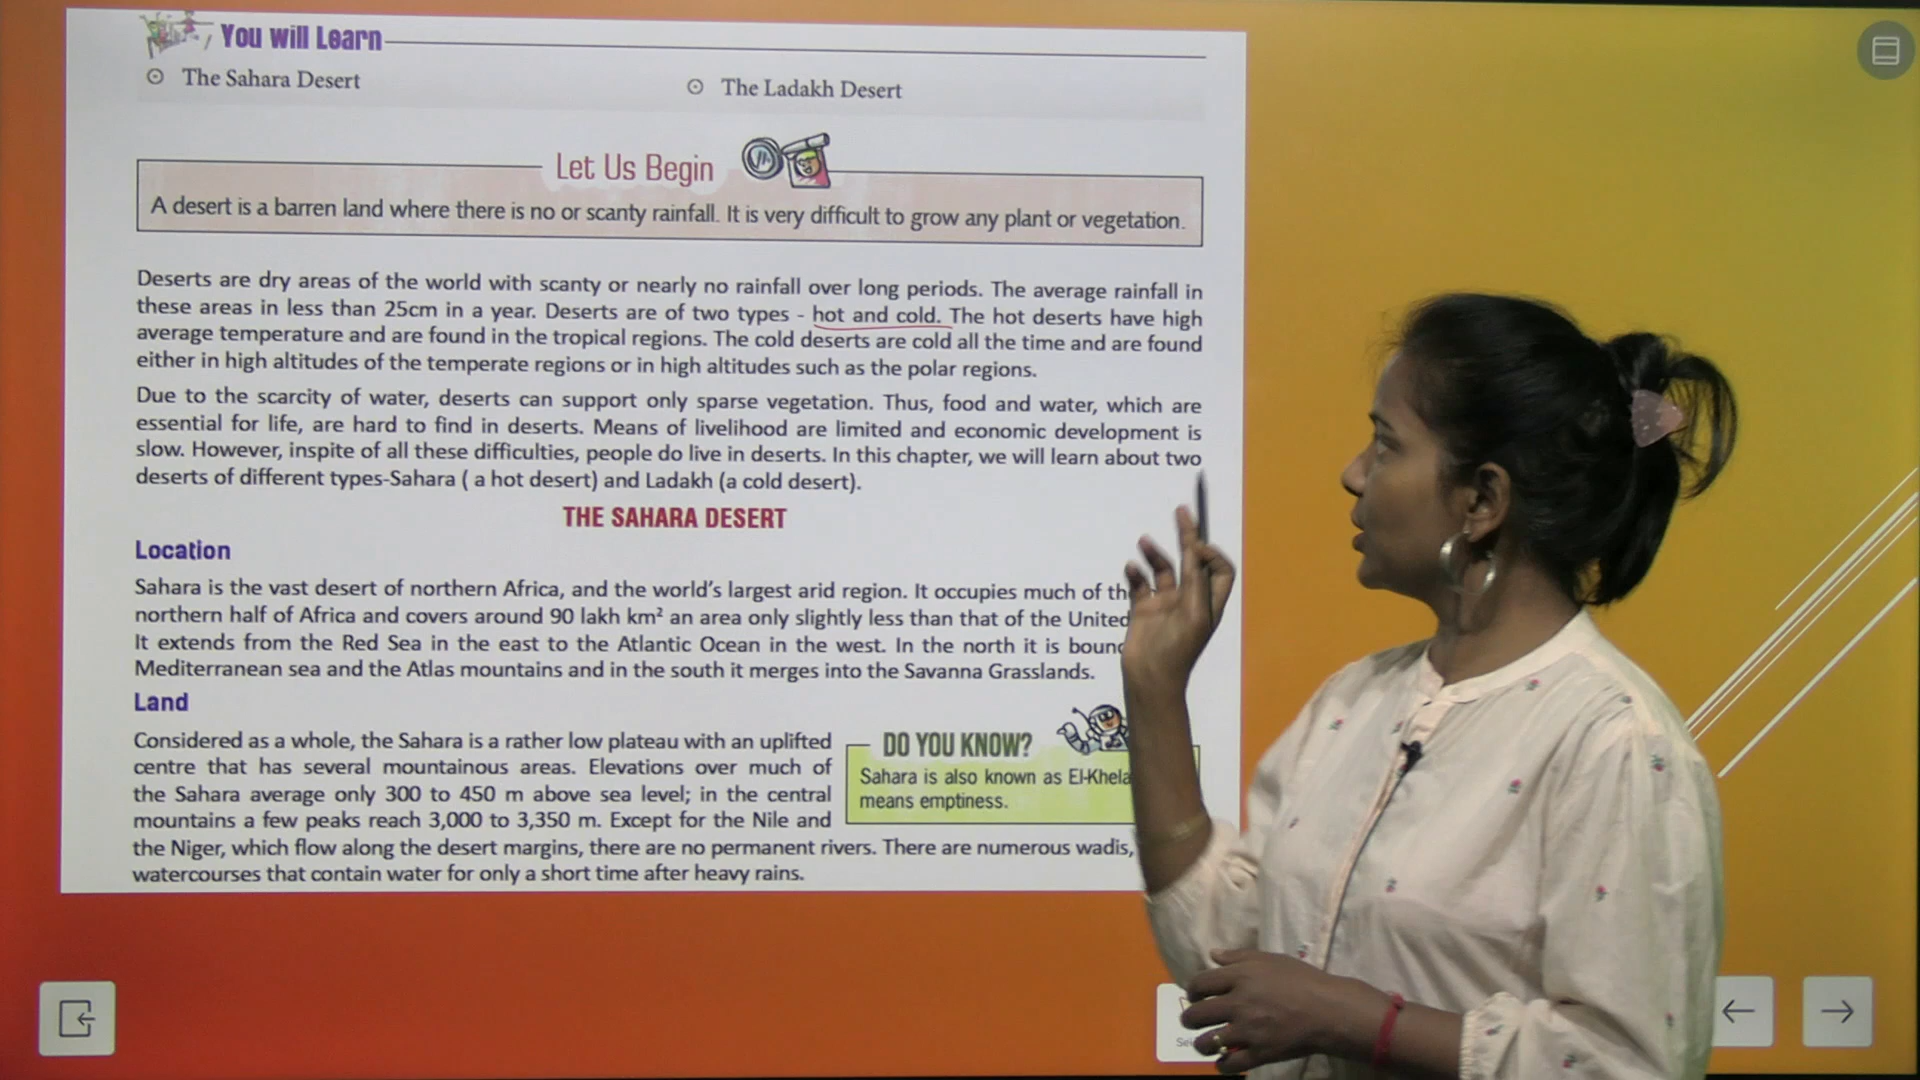 You will Learn
The Sahara Desert
The Ladakh Desert
Let Us Begin
A desert is a barren land where there is no or scanty rainfall. It is very difficult to grow any plant or vegetation.
Deserts are dry areas of the world with scanty or nearly no rainfall over long periods. The average rainfall in
these areas in less than 25cm in a year. Deserts are of two types - hot and cold. The hot deserts have high
average temperature and are found in the tropical regions. The cold deserts are cold all the time and are found
either in high altitudes of the temperate regions or in high altitudes such as the polar regions.
Due to the scarcity of water, deserts can support only sparse vegetation. Thus, food and water, which are
essential for life, are hard to find in deserts. Means of livelihood are limited and economic development is
slow. However, inspite of all these difficulties, people do live in deserts. In this chapter, we will learn about two
deserts of different types-Sahara ( a hot desert) and Ladakh (a cold desert).
THE SAHARA DESERT
Location
Sahara is the vast desert of northern Africa, and the world's largest arid region. It occupies much of
northern half of Africa and covers around 90 lakh km² an area only slightly less than that of the United
It extends from the Red Sea in the east to the Atlantic Ocean in the west. In the north it is
Mediterranean sea and the Atlas mountains and in the south it merges into the Savanna Grasslands.
Land
Considered as a whole, the Sahara is a rather low plateau with an uplifted
centre that has several mountainous areas. Elevations over much of
the Sahara average only 300 to 450 m above sea level; in the central
mountains a few peaks reach 3,000 to 3,350 m. Except for the Nile and
the Niger, which flow along the desert margins, there are no permanent rivers. There are numerous wadis,
watercourses that contain water for only a short time after heavy rains.
DO YOU KNOW?
Sahara is also known as El-Khela
means emptiness.